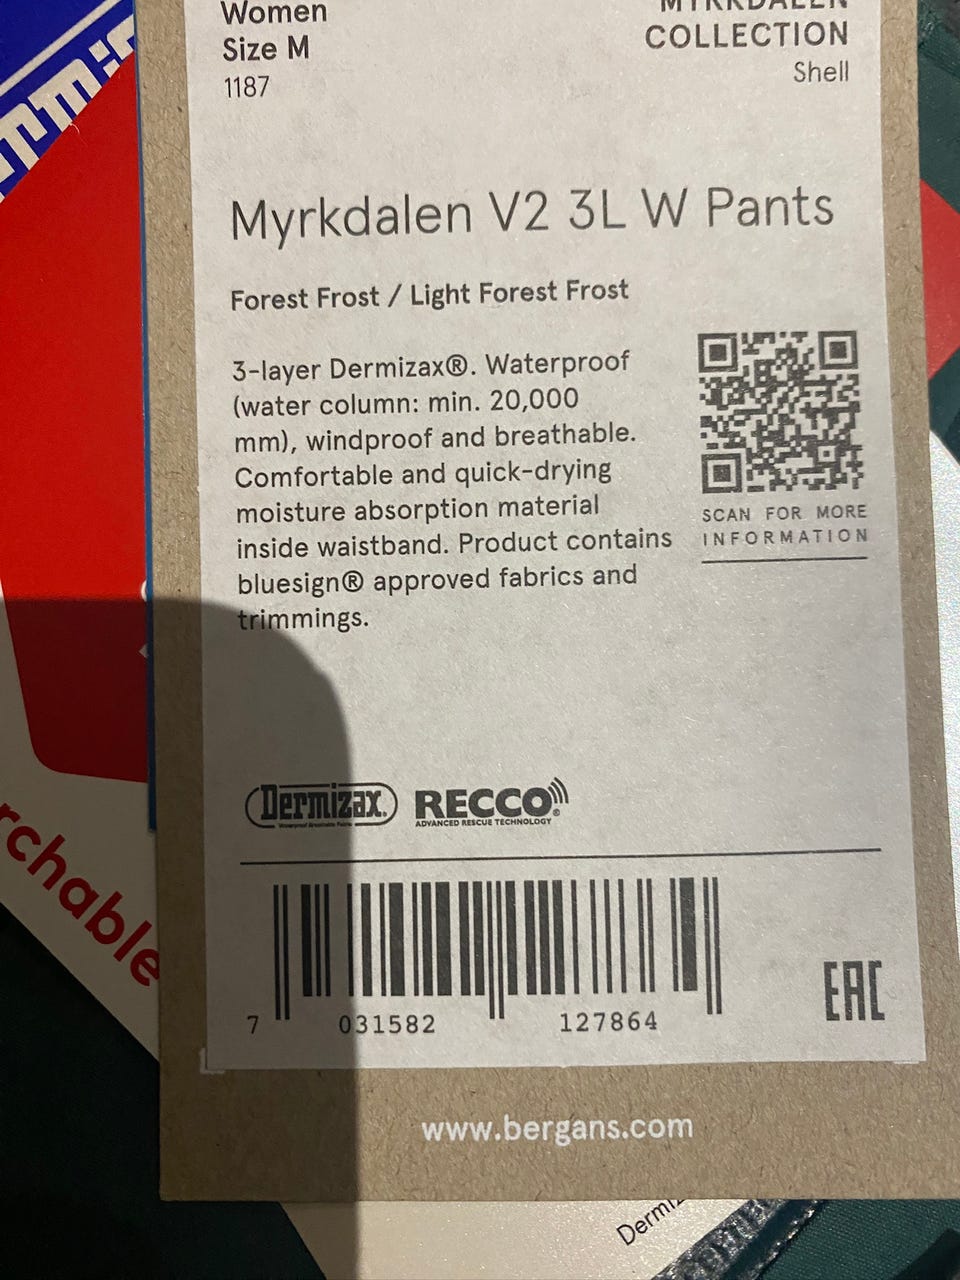 Women
Size M
1187
MYRKDALEN
COLLECTION
Shell
Myrkdalen V2 3L W Pants
Forest Frost / Light Forest Frost
3-layer Dermizax®. Waterproof
(water column: min. 20,000
mm), windproof and breathable.
Comfortable and quick-drying
moisture absorption material
inside waistband. Product contains
bluesign® approved fabrics and
trimmings.
SCAN FOR MORE
INFORMATION
Dermizax®
RECCO®
ADVANCED RESCUE TECHNOLOGY
7 031582 127864
EAC
www.bergans.com
rchable
Dermiz